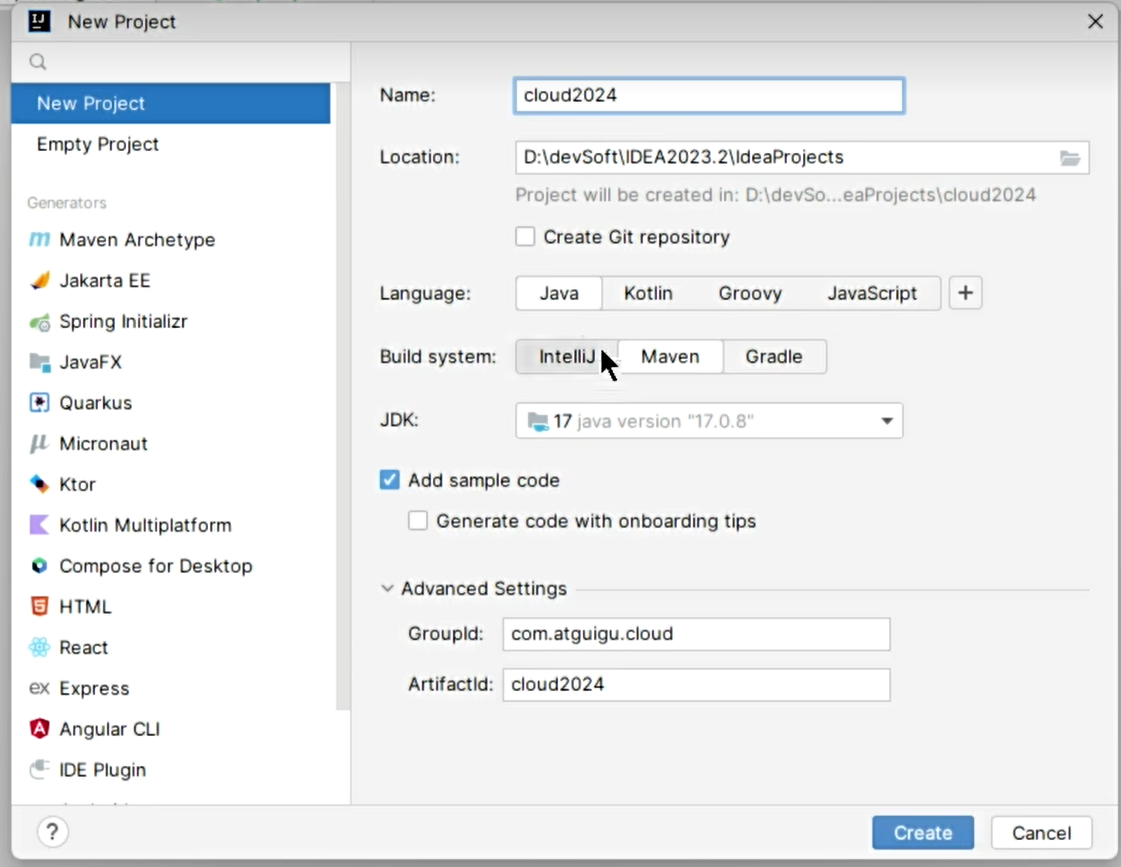 New Project
New Project
Empty Project
Generators
Maven Archetype
Jakarta EE
Spring Initializr
JavaFX
Quarkus
Micronaut
Ktor
Kotlin Multiplatform
Compose for Desktop
HTML
React
ex Express
Angular CLI
IDE Plugin
Name: cloud2024
Location: D:\devSoft\IDEA2023.2\IdeaProjects
Project will be created in: D:\devSo...eaProjects\cloud2024
Create Git repository
Language: Java Kotlin Groovy JavaScript +
Build system: IntelliJ Maven Gradle
JDK: 17 java version "17.0.8"
Add sample code
Generate code with onboarding tips
Advanced Settings
GroupId: com.atguigu.cloud
ArtifactId: cloud2024
? Create Cancel